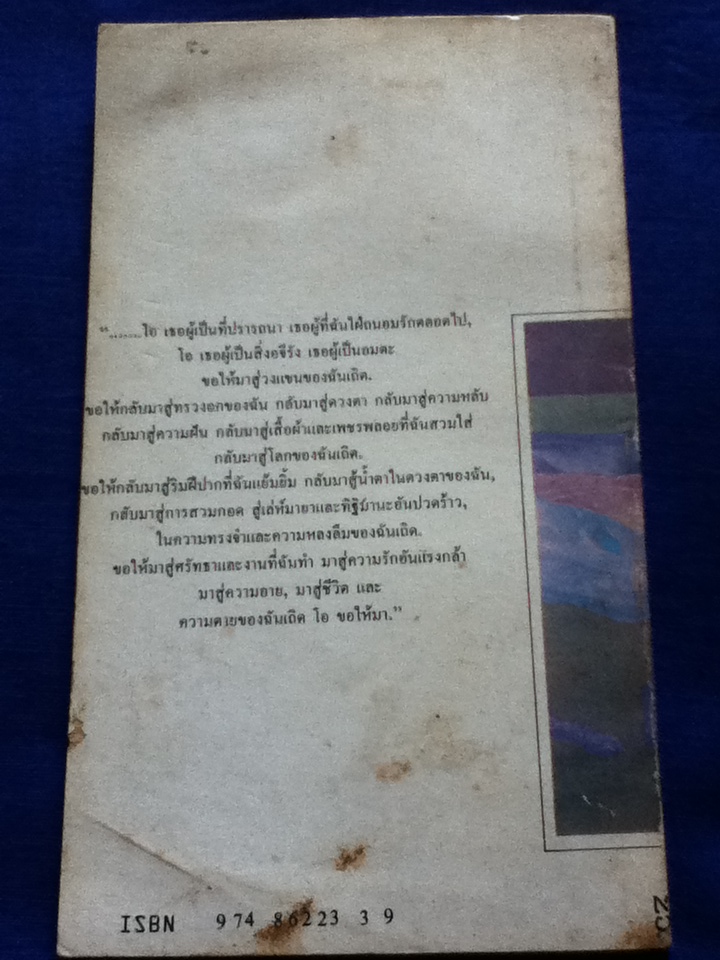 “.......โอ เธอผู้เป็นที่ปรารถนา เธอผู้ที่ฉันใฝ่ถนอมรักตลอดไป,
โอ เธอผู้เป็นสิ่งอจีรัง เธอผู้เป็นอมตะ
ขอให้มาสู่วงแขนของฉันเถิด.
ขอให้กลับมาสู่ทรวงอกของฉัน กลับมาสู่ดวงตา กลับมาสู่ความหลับ
กลับมาสู่ความฝัน กลับมาสู่เสื้อผ้าและเพชรพลอยที่ฉันสวมใส่
กลับมาสู่โลกของฉันเถิด.
ขอให้กลับมาสู่ริมฝีปากที่ฉันแย้มยิ้ม กลับมาสู่น้ำตาในดวงตาของฉัน,
กลับมาสู่การสวมกอด สู่เล่ห์มายาและทิฐิมานะอันปวดร้าว,
ในความทรงจำและความหลงลืมของฉันเถิด.
ขอให้มาสู่ศรัทธาและงานที่ฉันทำ มาสู่ความรักอันแรงกล้า
มาสู่ความอาย, มาสู่ชีวิต และ
ความตายของฉันเถิด โอ ขอให้มา.”
ISBN 974 86223 3 9
25